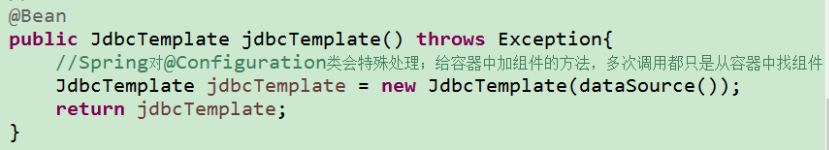 @Bean
public JdbcTemplate jdbcTemplate() throws Exception{
//Spring对@Configuration类会特殊处理；给容器中加组件的方法，多次调用都只是从容器中找组件
JdbcTemplate jdbcTemplate = new JdbcTemplate(dataSource());
return jdbcTemplate;
}